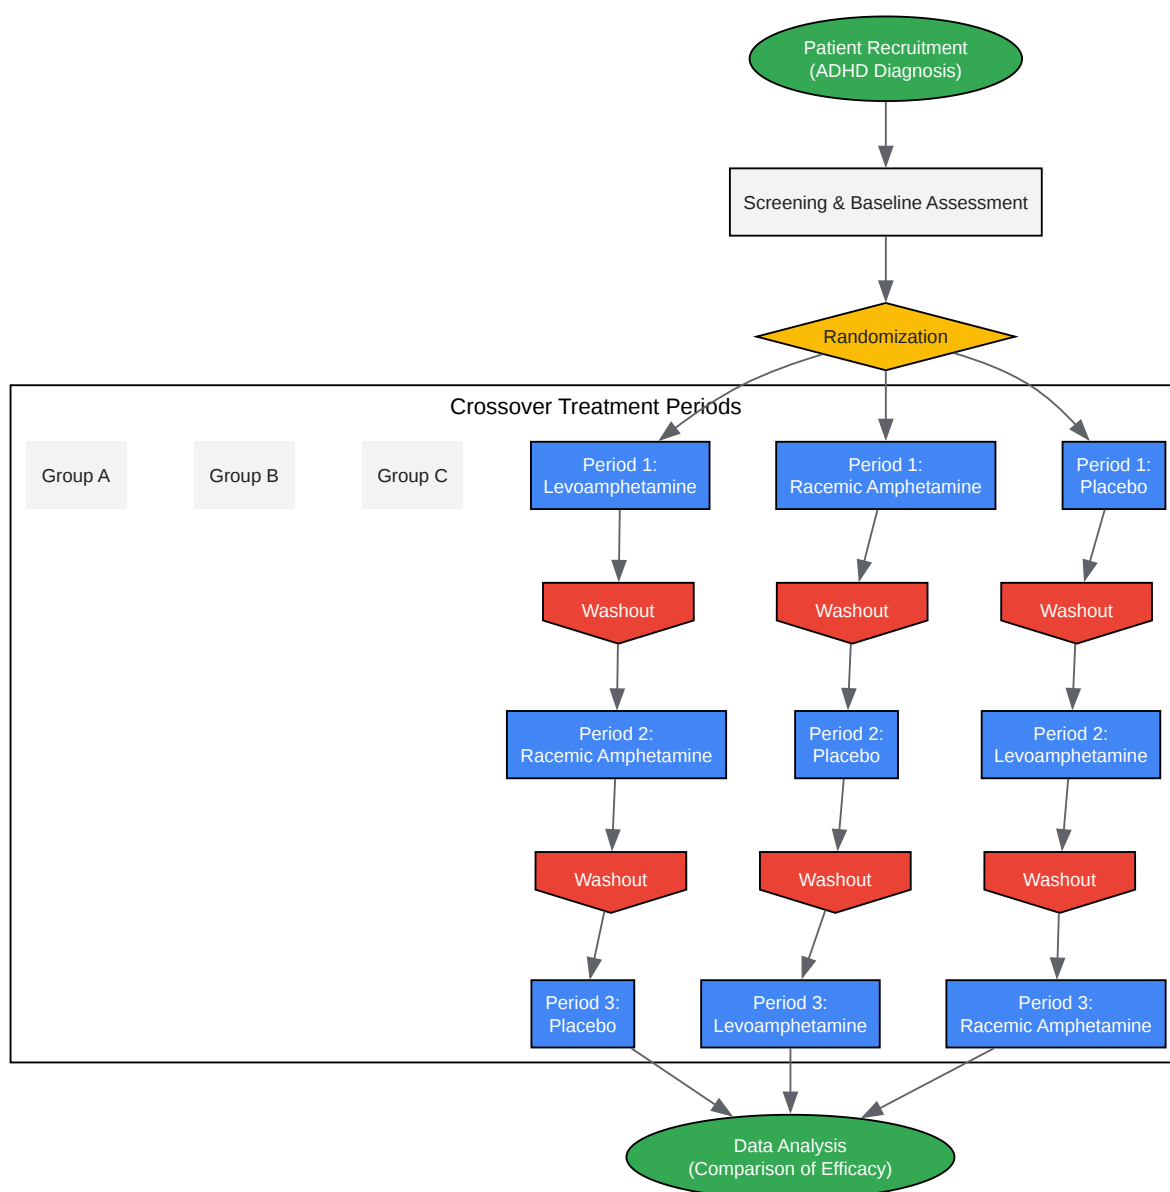 Patient Recruitment
(ADHD Diagnosis)
Screening & Baseline Assessment
Randomization
Crossover Treatment Periods
Group A
Group B
Group C
Period 1:
Levoamphetamine
Period 1:
Racemic Amphetamine
Period 1:
Placebo
Washout
Washout
Washout
Period 2:
Racemic Amphetamine
Period 2:
Placebo
Period 2:
Levoamphetamine
Washout
Washout
Washout
Period 3:
Placebo
Period 3:
Levoamphetamine
Period 3:
Racemic Amphetamine
Data Analysis
(Comparison of Efficacy)